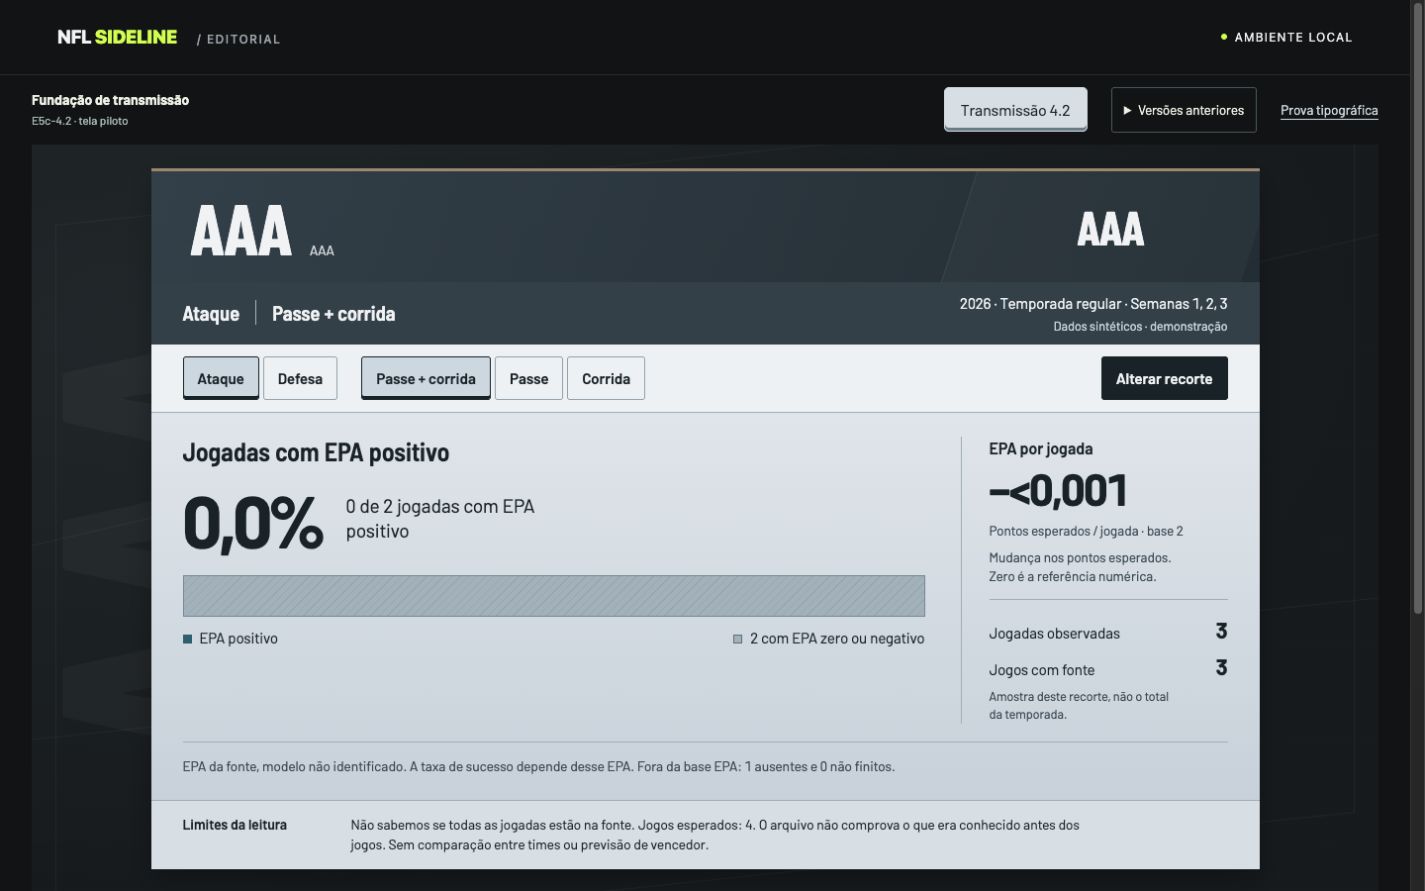 NFL SIDELINE / EDITORIAL
AMBIENTE LOCAL
Fundação de transmissão
E5c-4.2 · tela piloto
Transmissão 4.2
Versões anteriores
Prova tipográfica
AAA AAA
AAA
Ataque Passe + corrida
2026 · Temporada regular · Semanas 1, 2, 3
Dados sintéticos · demonstração
Ataque Defesa Passe + corrida Passe Corrida Alterar recorte
Jogadas com EPA positivo
0,0%
0 de 2 jogadas com EPA
positivo
EPA positivo
2 com EPA zero ou negativo
EPA por jogada
−<0,001
Pontos esperados / jogada · base 2
Mudança nos pontos esperados.
Zero é a referência numérica.
Jogadas observadas 3
Jogos com fonte 3
Amostra deste recorte, não o total
da temporada.
EPA da fonte, modelo não identificado. A taxa de sucesso depende desse EPA. Fora da base EPA: 1 ausentes e 0 não finitos.
Limites da leitura
Não sabemos se todas as jogadas estão na fonte. Jogos esperados: 4. O arquivo não comprova o que era conhecido antes dos
jogos. Sem comparação entre times ou previsão de vencedor.